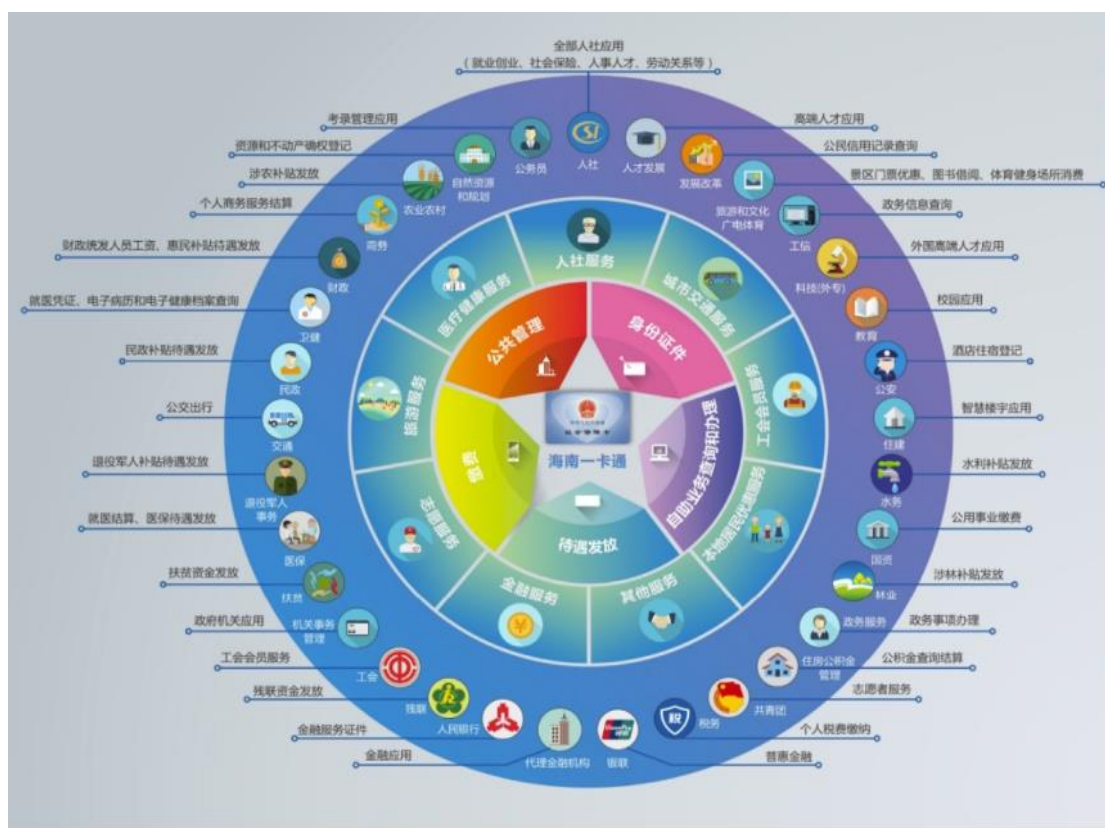 全部人社应用
（就业创业、社会保险、人事人才、劳动关系等）
考录管理应用
高端人才应用
资源和不动产确权登记
公民信用记录查询
涉农补贴发放
景区门票优惠、图书借阅、体育健身场所消费
个人商务服务结算
政务信息查询
财政统发人员工资、惠民补贴待遇发放
外国高端人才应用
就医凭证、电子病历和电子健康档案查询
校园应用
民政补贴待遇发放
酒店住宿登记
公交出行
智慧楼宇应用
退役军人补贴待遇发放
水利补贴发放
就医结算、医保待遇发放
公用事业缴费
扶贫资金发放
涉林补贴发放
政府机关应用
政务事项办理
工会会员服务
公积金查询结算
残联资金发放
志愿者服务
金融服务证件
个人税费缴纳
金融应用
普惠金融
人社
人才发展
发展改革
旅游和文化
广电体育
工信
科技(外专)
教育
公安
住建
水务
国资
林业
政务服务
住房公积金
管理
共青团
税务
税
银联
UnionPay
银联
代理金融机构
人民银行
残联
工会
机关事务
管理
扶贫
医保
退役军人
事务
交通
民政
卫健
财政
商务
农业农村
自然资源
和规划
公务员
人社服务
城市交通服务
工会会员服务
本地居民优惠服务
其他服务
金融服务
志愿服务
旅游服务
医疗健康服务
公共管理
身份证件
自助业务查询和办理
待遇发放
缴费
社会保障卡
海南一卡通